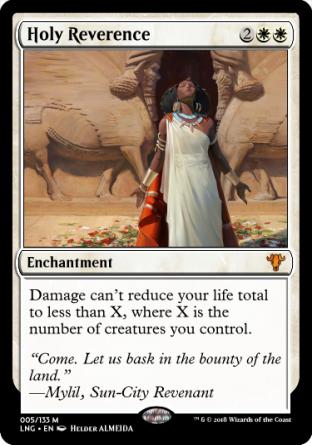 Holy Reverence 2
Enchantment
Damage can't reduce your life total
to less than X, where X is the
number of creatures you control.
“Come. Let us bask in the bounty of the
land.”
—Mylil, Sun-City Revenant
005/133 M
LNG • EN Helder ALMEIDA
™ & © 2018 Wizards of the Coast